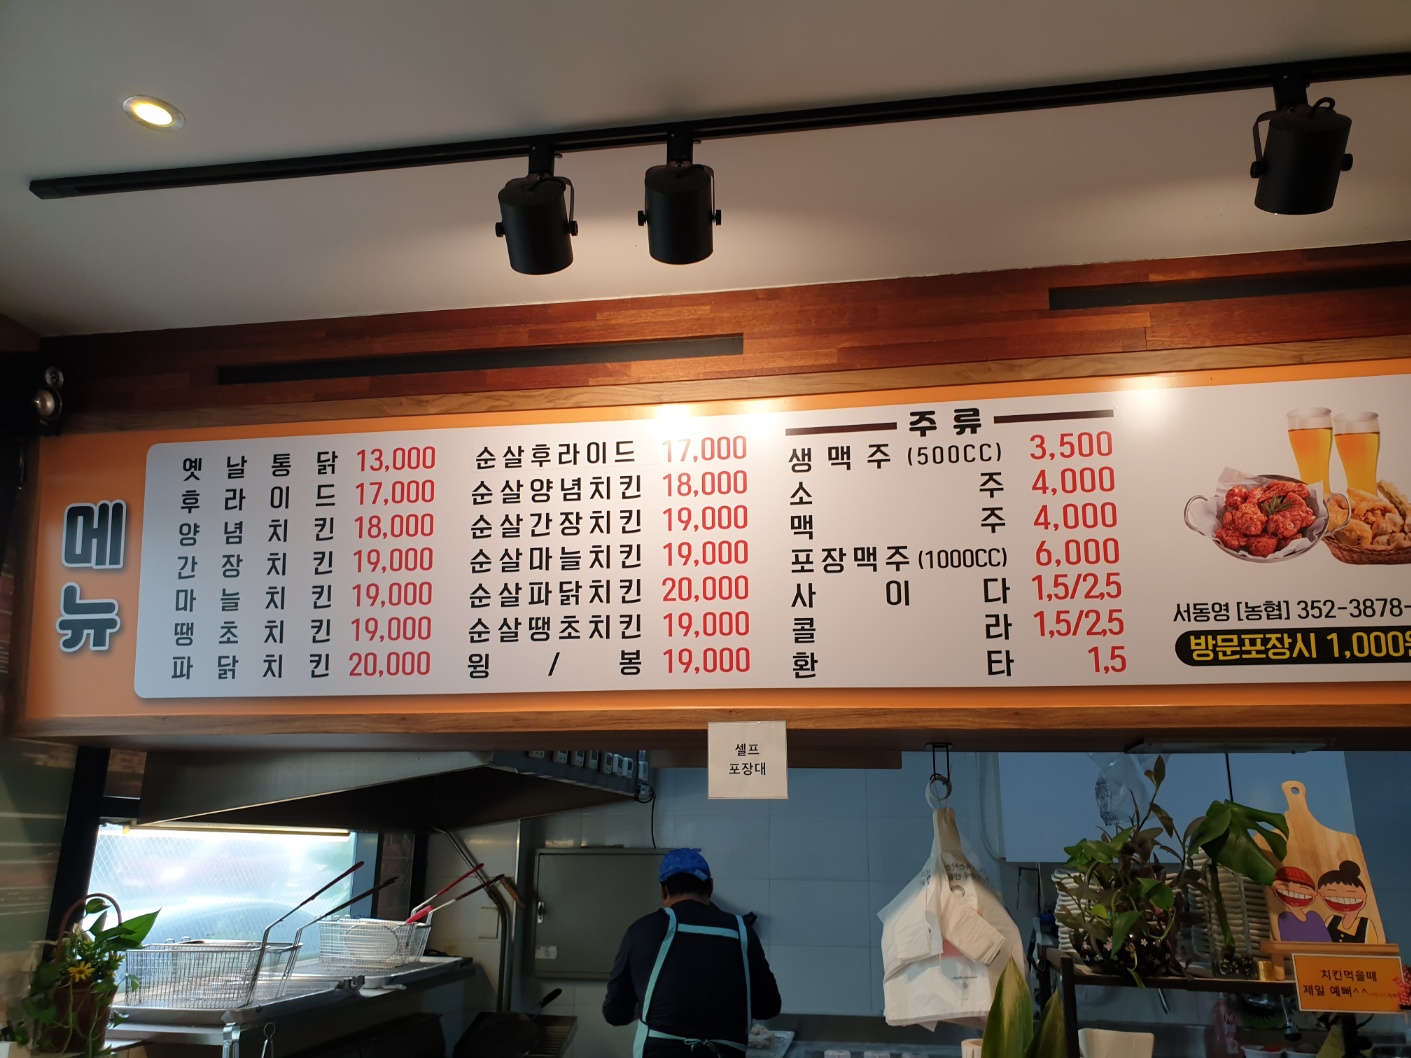 메뉴
옛날통닭 13,000
후라이드 17,000
양념치킨 18,000
간장치킨 19,000
마늘치킨 19,000
땡초치킨 19,000
파닭치킨 20,000
순살후라이드 17,000
순살양념치킨 18,000
순살간장치킨 19,000
순살마늘치킨 19,000
순살파닭치킨 20,000
순살땡초치킨 19,000
윙 / 봉 19,000
주류
생맥주 (500CC) 3,500
소주 4,000
맥주 4,000
포장맥주 (1000CC) 6,000
사이다 1,5/2,5
콜라 1,5/2,5
환타 1,5
서동영 [농협] 352-3878-
방문포장시 1,000원
셀프
포장대
치킨먹을때
제일 예뻐^^